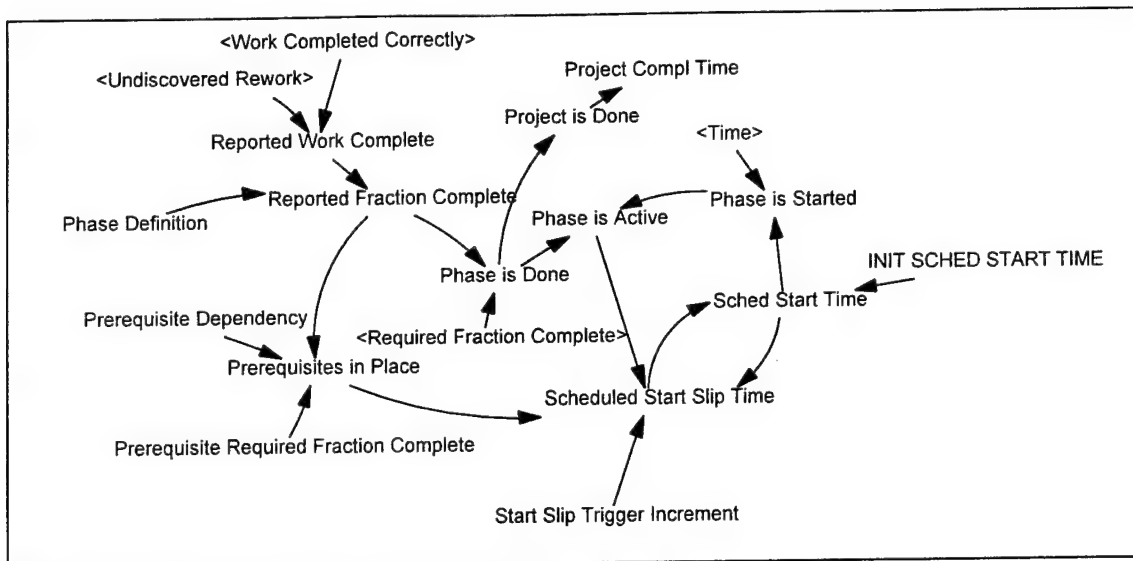 <Work Completed Correctly>
<Undiscovered Rework>
Project Compl Time
Project is Done
<Time>
Reported Work Complete
Reported Fraction Complete
Phase Definition
Phase is Active
Phase is Started
Phase is Done
INIT SCHED START TIME
Sched Start Time
Prerequisite Dependency
<Required Fraction Complete>
Prerequisites in Place
Scheduled Start Slip Time
Prerequisite Required Fraction Complete
Start Slip Trigger Increment